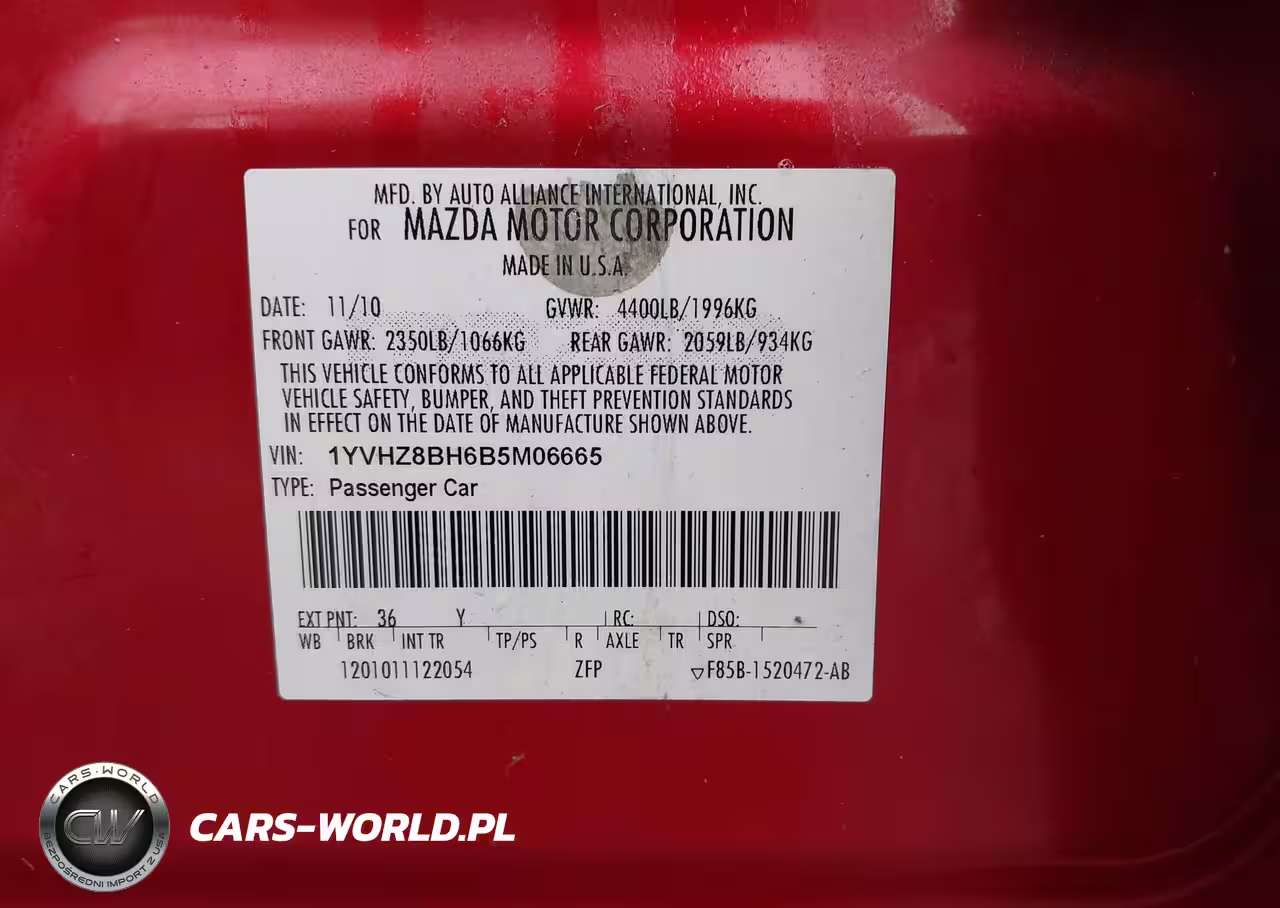 MFD. BY AUTO ALLIANCE INTERNATIONAL, INC.
FOR MAZDA MOTOR CORPORATION
MADE IN U.S.A.
DATE: 11/10 GVWR: 4400LB/1996KG
FRONT GAWR: 2350LB/1066KG REAR GAWR: 2059LB/934KG
THIS VEHICLE CONFORMS TO ALL APPLICABLE FEDERAL MOTOR
VEHICLE SAFETY, BUMPER, AND THEFT PREVENTION STANDARDS
IN EFFECT ON THE DATE OF MANUFACTURE SHOWN ABOVE.
VIN: 1YVHZ8BH6B5M06665
TYPE: Passenger Car
EXT PNT: 36 Y RC: DSO:
WB BRK INT TR TP/PS R AXLE TR SPR
1201011122054 ZFP ▽F85B-1520472-AB
CARS-WORLD
CW
BEZPOŚREDNI IMPORT Z USA
CARS-WORLD.PL